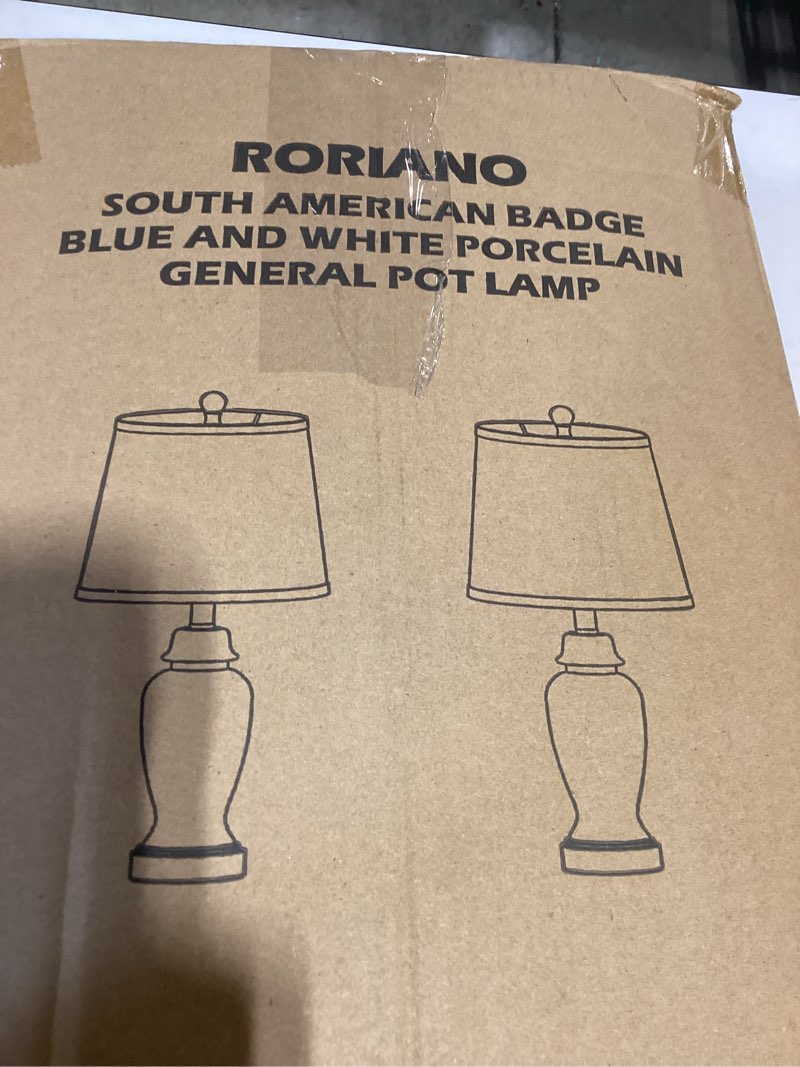 RORIANO
SOUTH AMERICAN BADGE
BLUE AND WHITE PORCELAIN
GENERAL POT LAMP